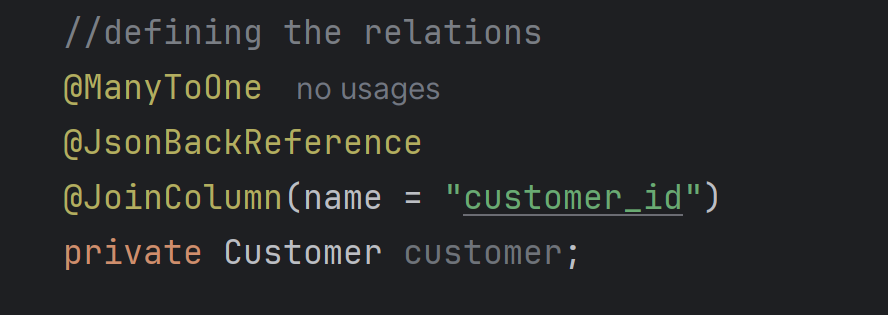 //defining the relations
@ManyToOne no usages
@JsonBackReference
@JoinColumn(name = "customer_id")
private Customer customer;